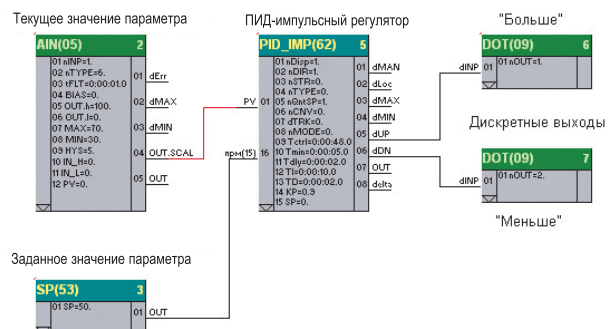 Текущее значение параметра
AIN(05) 2
01 nINP=1.
02 nTYPE=6.
03 tFLT=0:00:01.0
04 BIAS=0.
05 OUT.h=100.
06 OUT.l=0.
07 MAX=70.
08 MIN=30.
09 HYS=5.
10 IN_H=0.
11 IN_L=0.
12 PV=0.
01 dErr
02 dMAX
03 dMIN
04 OUT.SCAL
05 OUT
ПИД-импульсный регулятор
PID_IMP(62) 5
PV 01
прм(15) 16
01 nDisp=1.
02 nDIR=1.
03 nSTR=0.
04 nTYPE=0.
05 nQntSP=1.
06 nCNV=0.
07 dTRK=0.
08 nMODE=0.
09 Tctrl=0:00:48.0
10 Tmin=0:00:05.0
11 Tdly=0:00:02.0
12 TI=0:00:10.0
13 TD=0:00:02.0
14 KP=0.9
15 SP=0.
01 dMAN
02 dLoc
03 dMAX
04 dMIN
05 dUP
06 dDN
07 OUT
08 delta
"Больше"
DOT(09) 6
dINP 01 01 nOUT=1.
Дискретные выходы
DOT(09) 7
dINP 01 01 nOUT=2.
"Меньше"
Заданное значение параметра
SP(53) 3
01 SP=50.
01 OUT